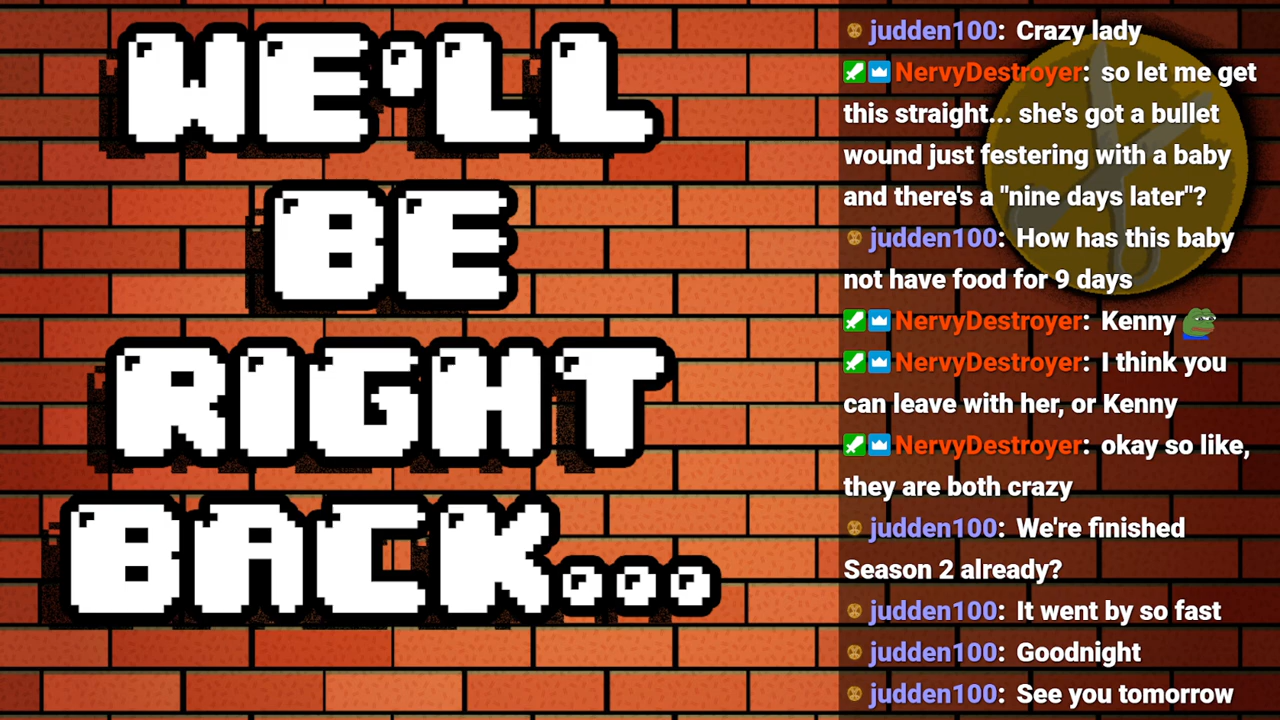 WE'LL
BE
RIGHT
BACK...
judden100: Crazy lady
NervyDestroyer: so let me get
this straight... she's got a bullet
wound just festering with a baby
and there's a "nine days later"?
judden100: How has this baby
not have food for 9 days
NervyDestroyer: Kenny
NervyDestroyer: I think you
can leave with her, or Kenny
NervyDestroyer: okay so like,
they are both crazy
judden100: We're finished
Season 2 already?
judden100: It went by so fast
judden100: Goodnight
judden100: See you tomorrow